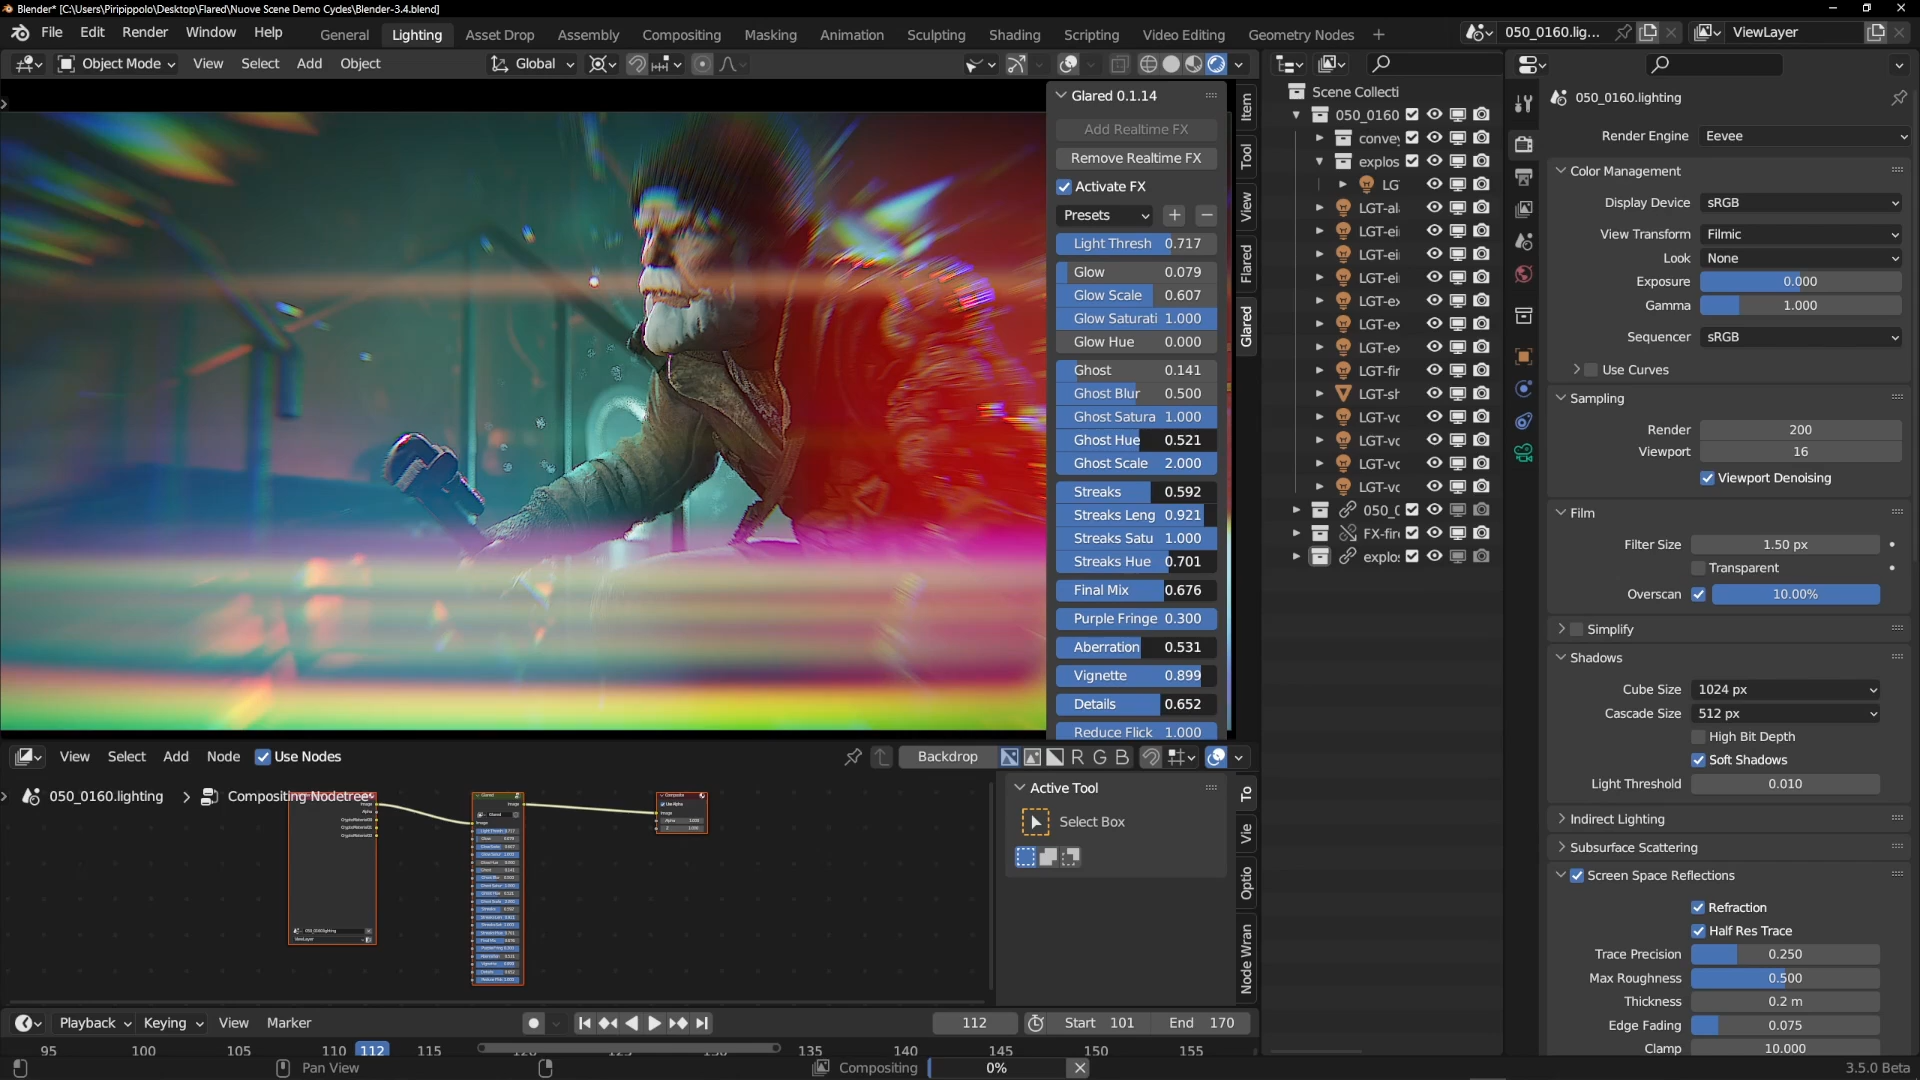 Blender* [C:\Users\Piripippolo\Desktop\Flared\Nuove Scene Demo Cycles\Blender-3.4.blend]
File Edit Render Window Help General Lighting Asset Drop Assembly Compositing Masking Animation Sculpting Shading Scripting Video Editing Geometry Nodes + 050_0160.lig... ViewLayer
Object Mode View Select Add Object Global
Glared 0.1.14
Add Realtime FX
Remove Realtime FX
Activate FX
Presets + −
Light Thresh 0.717
Glow 0.079
Glow Scale 0.607
Glow Saturati 1.000
Glow Hue 0.000
Ghost 0.141
Ghost Blur 0.500
Ghost Satura 1.000
Ghost Hue 0.521
Ghost Scale 2.000
Streaks 0.592
Streaks Leng 0.921
Streaks Satu 1.000
Streaks Hue 0.701
Final Mix 0.676
Purple Fringe 0.300
Aberration 0.531
Vignette 0.899
Details 0.652
Reduce Flick 1.000
Item
Tool
View
Flared
Glared
Scene Collecti
050_0160
convey
explos
LG
LGT-al
LGT-ei
LGT-ei
LGT-ei
LGT-ex
LGT-ex
LGT-ex
LGT-fir
LGT-sh
LGT-vo
LGT-vo
LGT-vo
LGT-vo
050_0
FX-fire
explo
050_0160.lighting
Render Engine Eevee
Color Management
Display Device sRGB
View Transform Filmic
Look None
Exposure 0.000
Gamma 1.000
Sequencer sRGB
Use Curves
Sampling
Render 200
Viewport 16
Viewport Denoising
Film
Filter Size 1.50 px
Transparent
Overscan 10.00%
Simplify
Shadows
Cube Size 1024 px
Cascade Size 512 px
High Bit Depth
Soft Shadows
Light Threshold 0.010
Indirect Lighting
Subsurface Scattering
Screen Space Reflections
Refraction
Half Res Trace
Trace Precision 0.250
Max Roughness 0.500
Thickness 0.2 m
Edge Fading 0.075
Clamp 10.000
View Select Add Node Use Nodes Backdrop R G B
050_0160.lighting > Compositing Nodetree
Active Tool
Select Box
To
Vie
Optio
Node Wran
Playback Keying View Marker 112 Start 101 End 170
95 100 105 110 112 115 120 125 130 135 140 145 150 155
Pan View Compositing 0% 3.5.0 Beta